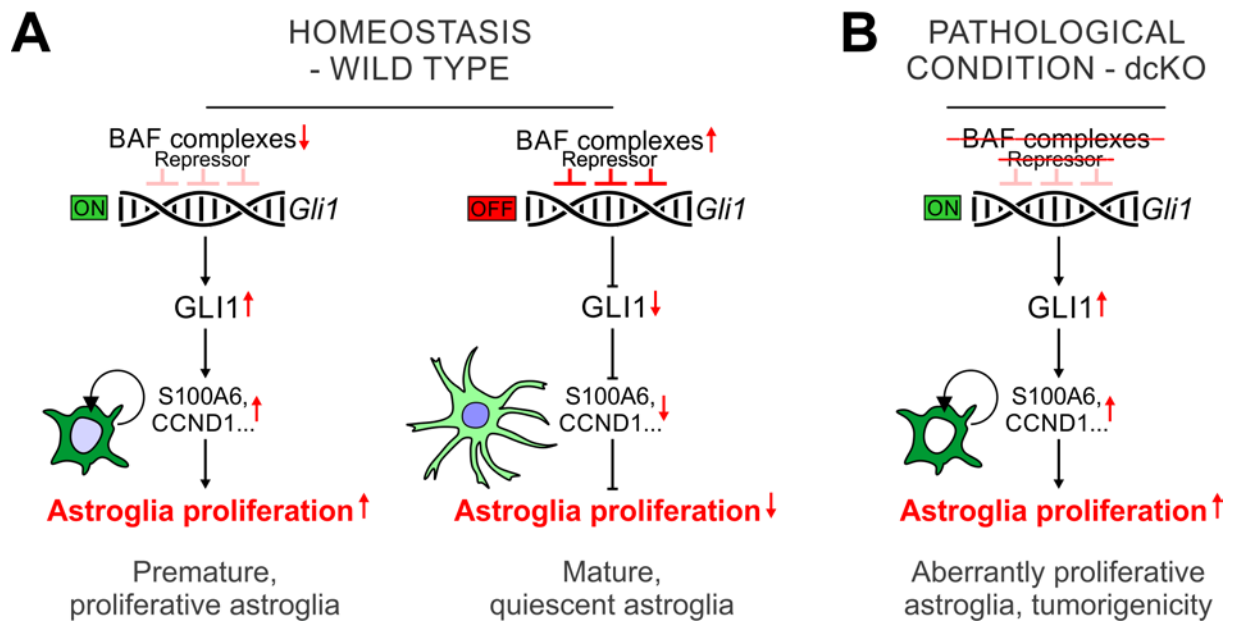 A
HOMEOSTASIS
- WILD TYPE
BAF complexes↓
Repressor
ON
Gli1
GLI1↑
S100A6,
CCND1...↑
Astroglia proliferation↑
Premature,
proliferative astroglia
BAF complexes↑
Repressor
OFF
Gli1
GLI1↓
S100A6,
CCND1...↓
Astroglia proliferation↓
Mature,
quiescent astroglia
B
PATHOLOGICAL
CONDITION - dcKO
BAF complexes
Repressor
ON
Gli1
GLI1↑
S100A6,
CCND1...↑
Astroglia proliferation↑
Aberrantly proliferative
astroglia, tumorigenicity